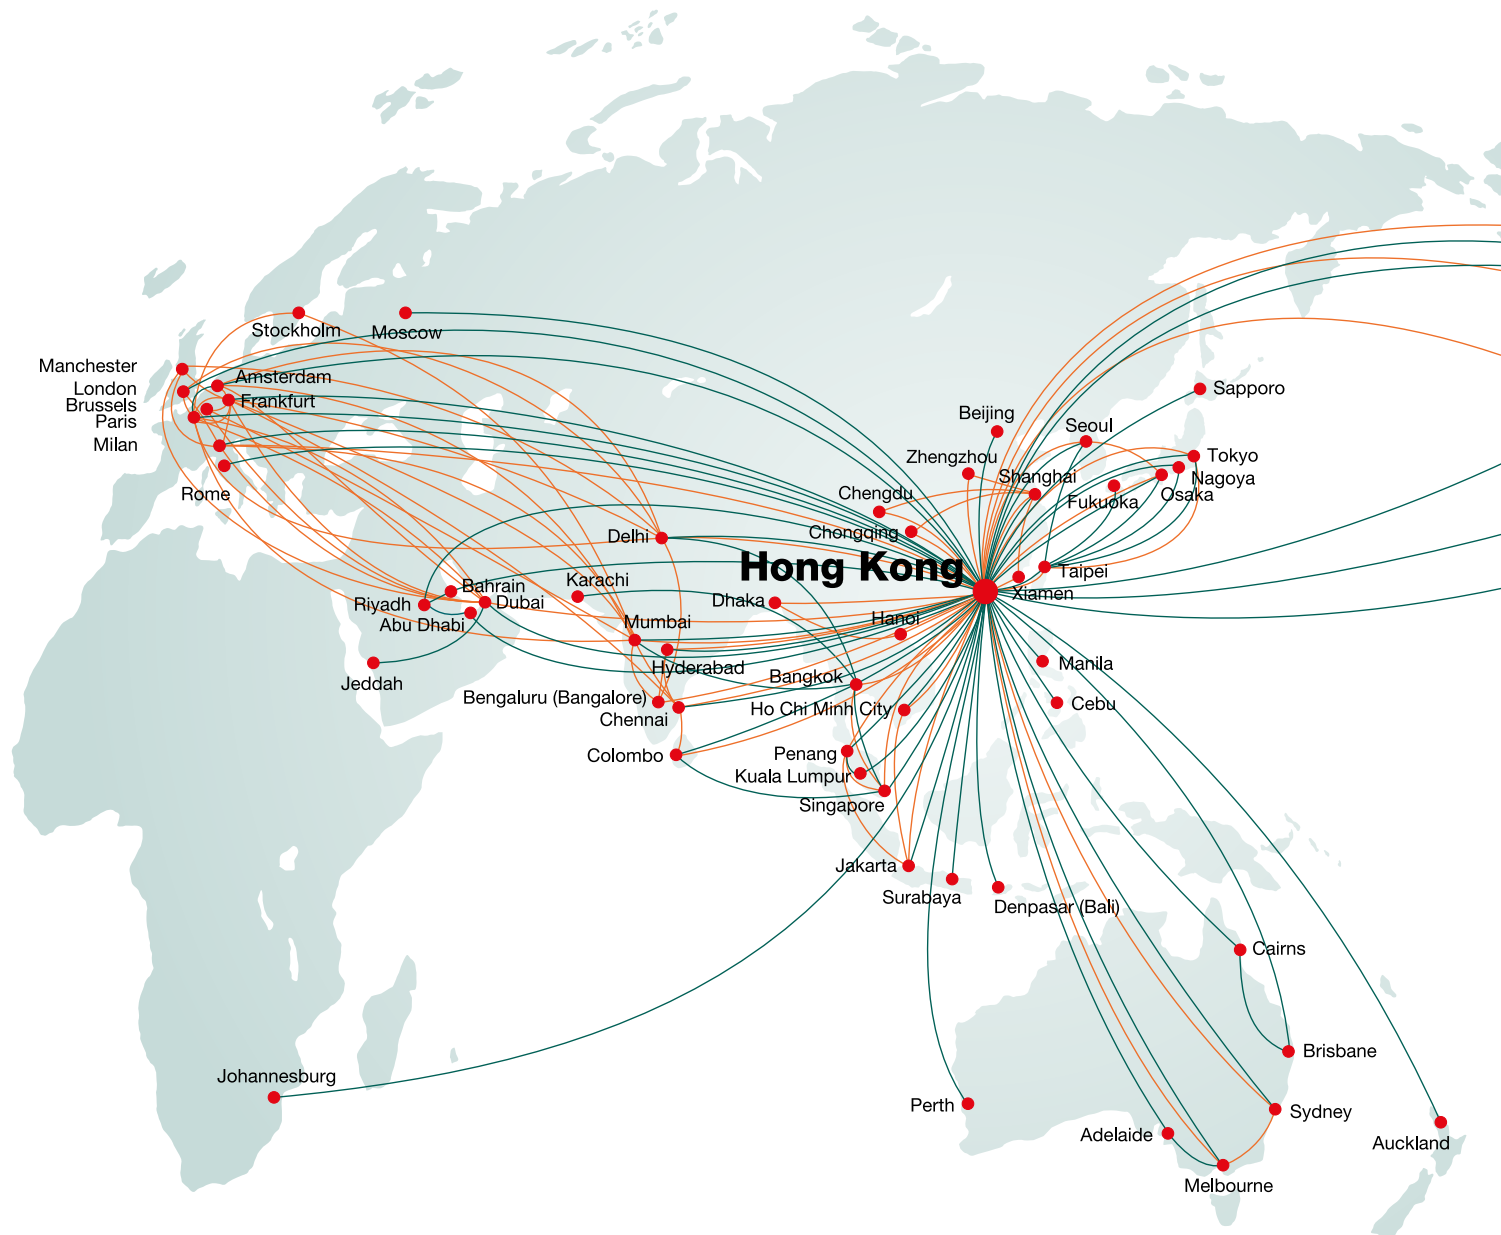 Stockholm
Moscow
Manchester
Amsterdam
London
Sapporo
Frankfurt
Brussels
Beijing
Paris
Seoul
Milan
Tokyo
Zhengzhou
Shanghai
Nagoya
Rome
Chengdu
Osaka
Fukuoka
Chongqing
Delhi
Hong Kong
Taipei
Karachi
Bahrain
Xiamen
Riyadh
Dubai
Dhaka
Abu Dhabi
Hanoi
Mumbai
Manila
Hyderabad
Jeddah
Bangkok
Bengaluru (Bangalore)
Cebu
Ho Chi Minh City
Chennai
Colombo
Penang
Kuala Lumpur
Singapore
Jakarta
Surabaya
Denpasar (Bali)
Cairns
Brisbane
Johannesburg
Perth
Sydney
Adelaide
Auckland
Melbourne